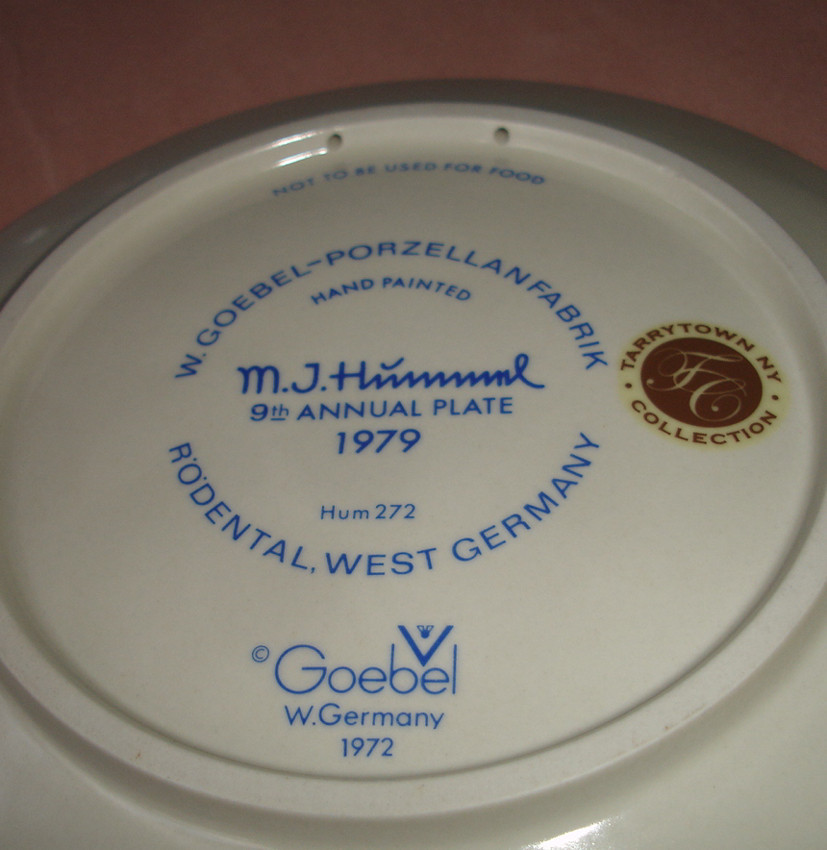 NOT TO BE USED FOR FOOD
W. GOEBEL-PORZELLANFABRIK
HAND PAINTED
M.J.Hummel
9th ANNUAL PLATE
1979
Hum 272
RÖDENTAL, WEST GERMANY
© Goebel
W.Germany
1972
• TARRYTOWN NY •
TC
COLLECTION